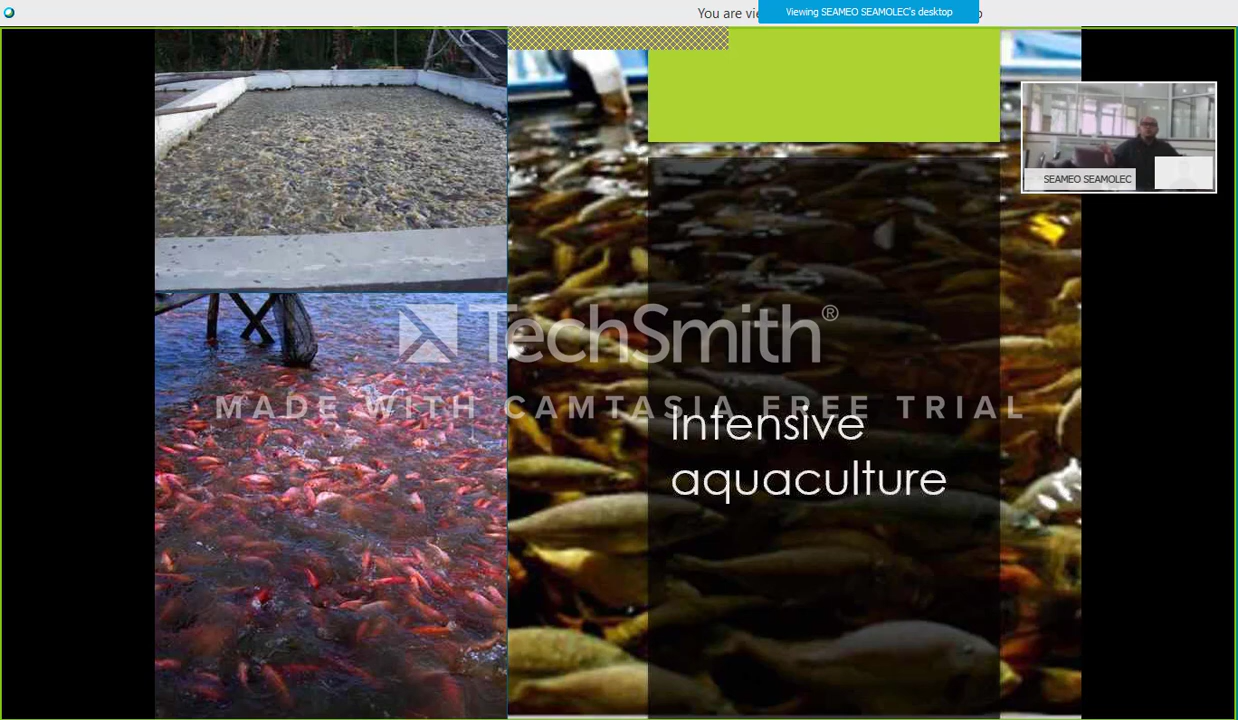 You are vi
Viewing SEAMEO SEAMOLEC's desktop
SEAMEO SEAMOLEC
TechSmith®
MADE WITH CAMTASIA FREE TRIAL
Intensive
aquaculture